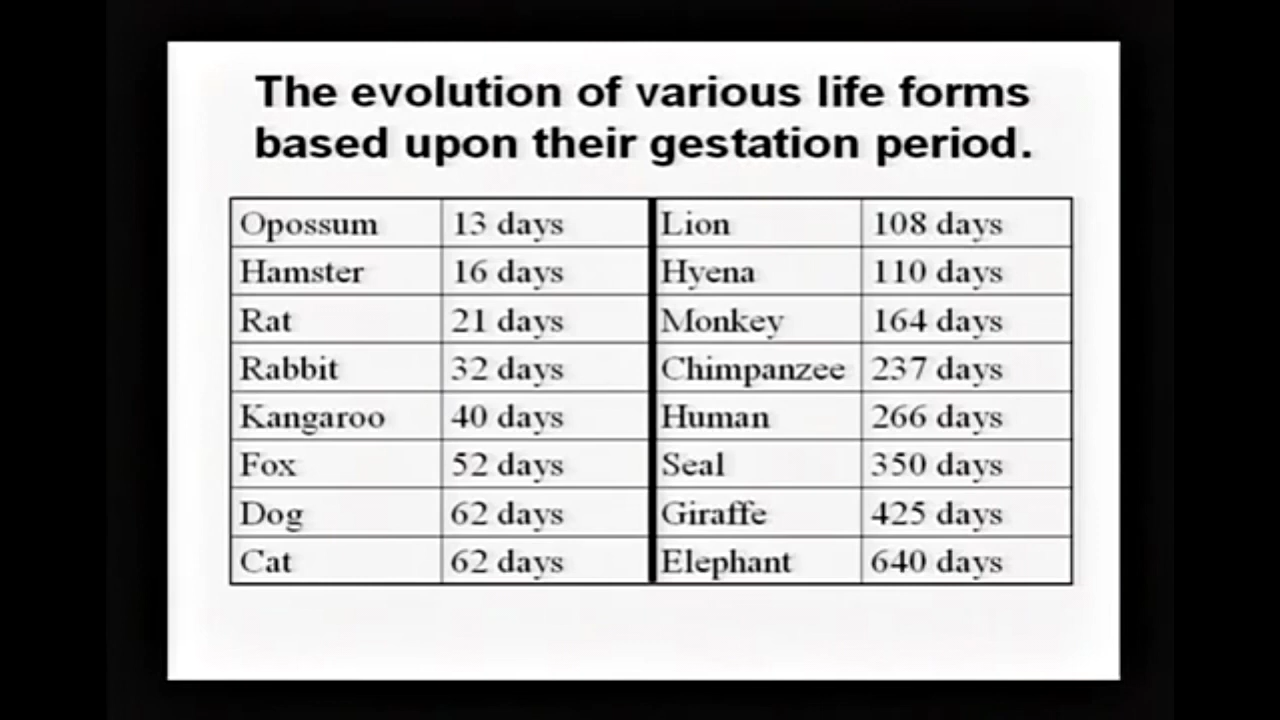 The evolution of various life forms
based upon their gestation period.
Opossum 13 days Lion 108 days
Hamster 16 days Hyena 110 days
Rat 21 days Monkey 164 days
Rabbit 32 days Chimpanzee 237 days
Kangaroo 40 days Human 266 days
Fox 52 days Seal 350 days
Dog 62 days Giraffe 425 days
Cat 62 days Elephant 640 days